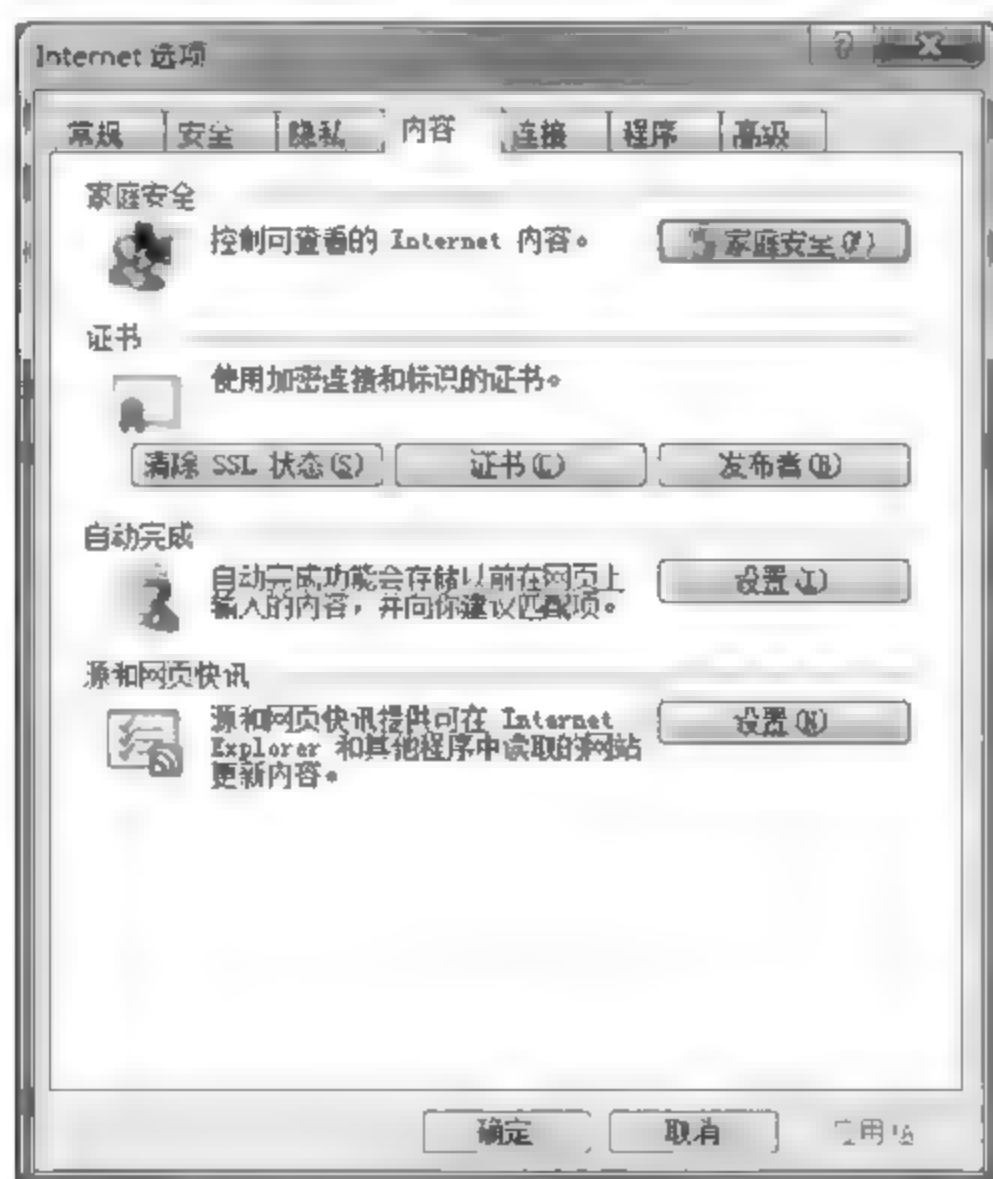 Internet 选项
常规 安全 隐私 内容 连接 程序 高级
家庭安全
控制可查看的 Internet 内容。 家庭安全(F)
证书
使用加密连接和标识的证书。
清除 SSL 状态(S) 证书(C) 发布者(B)
自动完成
自动完成功能会存储以前在网页上 设置(I)
输入的内容，并向你建议匹配项。
源和网页快讯
源和网页快讯提供可在 Internet 设置(N)
Explorer 和其他程序中读取的网站
更新内容。
确定 取消 应用(A)